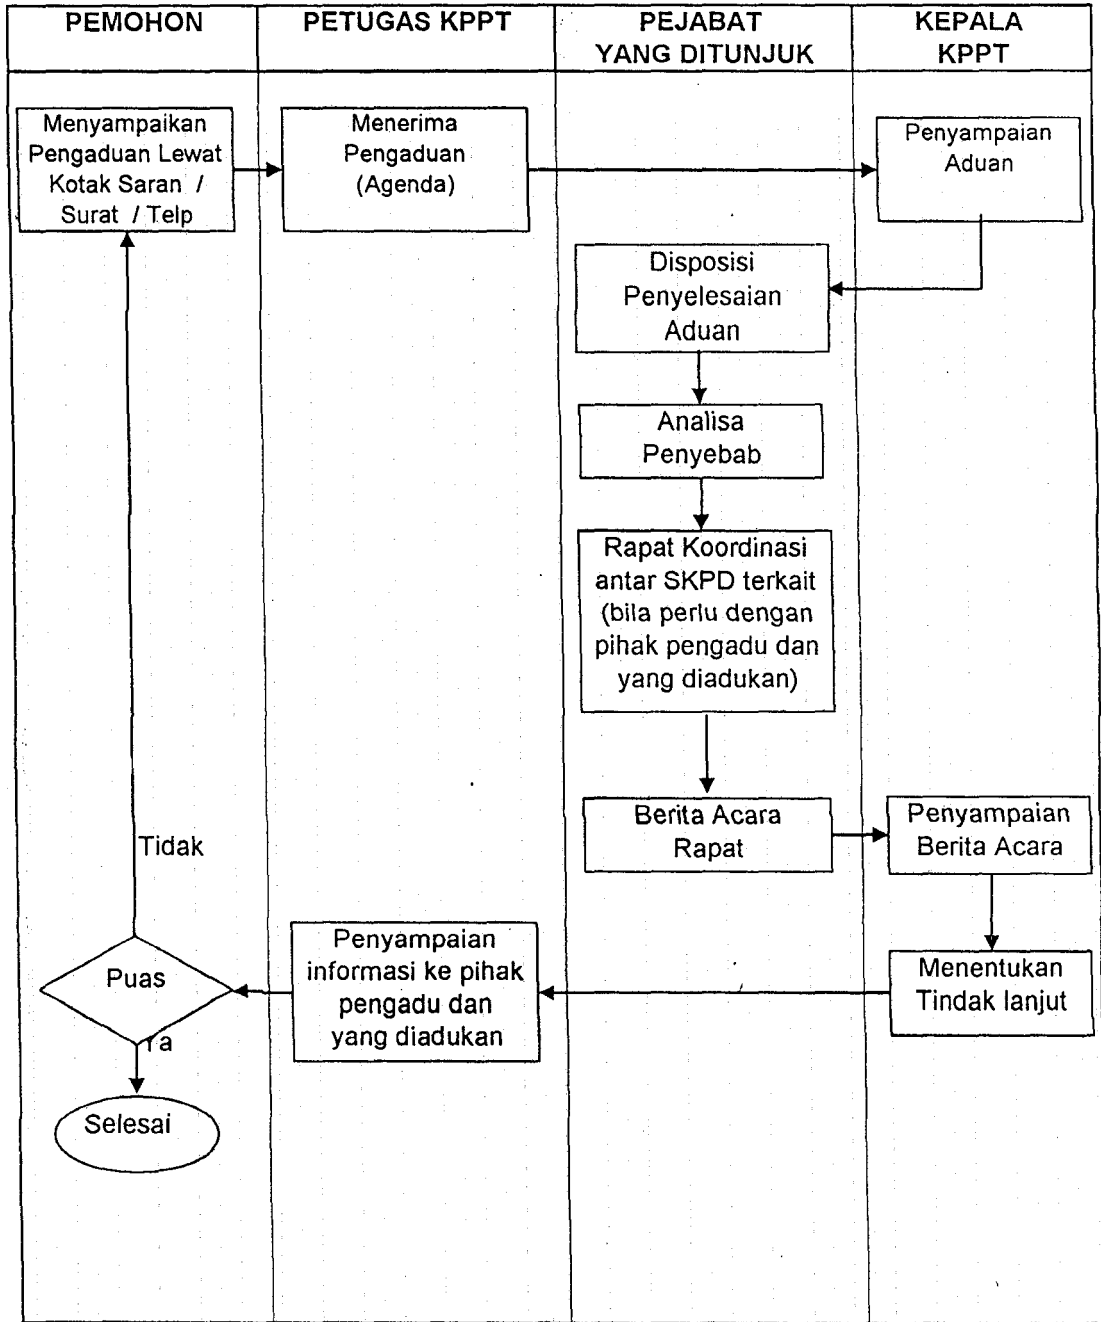 PEMOHON
PETUGAS KPPT
PEJABAT
YANG DITUNJUK
KEPALA
KPPT
Menyampaikan
Pengaduan Lewat
Kotak Saran /
Surat / Telp
Menerima
Pengaduan
(Agenda)
Penyampaian
Aduan
Disposisi
Penyelesaian
Aduan
Analisa
Penyebab
Rapat Koordinasi
antar SKPD terkait
(bila perlu dengan
pihak pengadu dan
yang diadukan)
Berita Acara
Rapat
Penyampaian
Berita Acara
Menentukan
Tindak lanjut
Penyampaian
informasi ke pihak
pengadu dan
yang diadukan
Tidak
Puas
Ya
Selesai